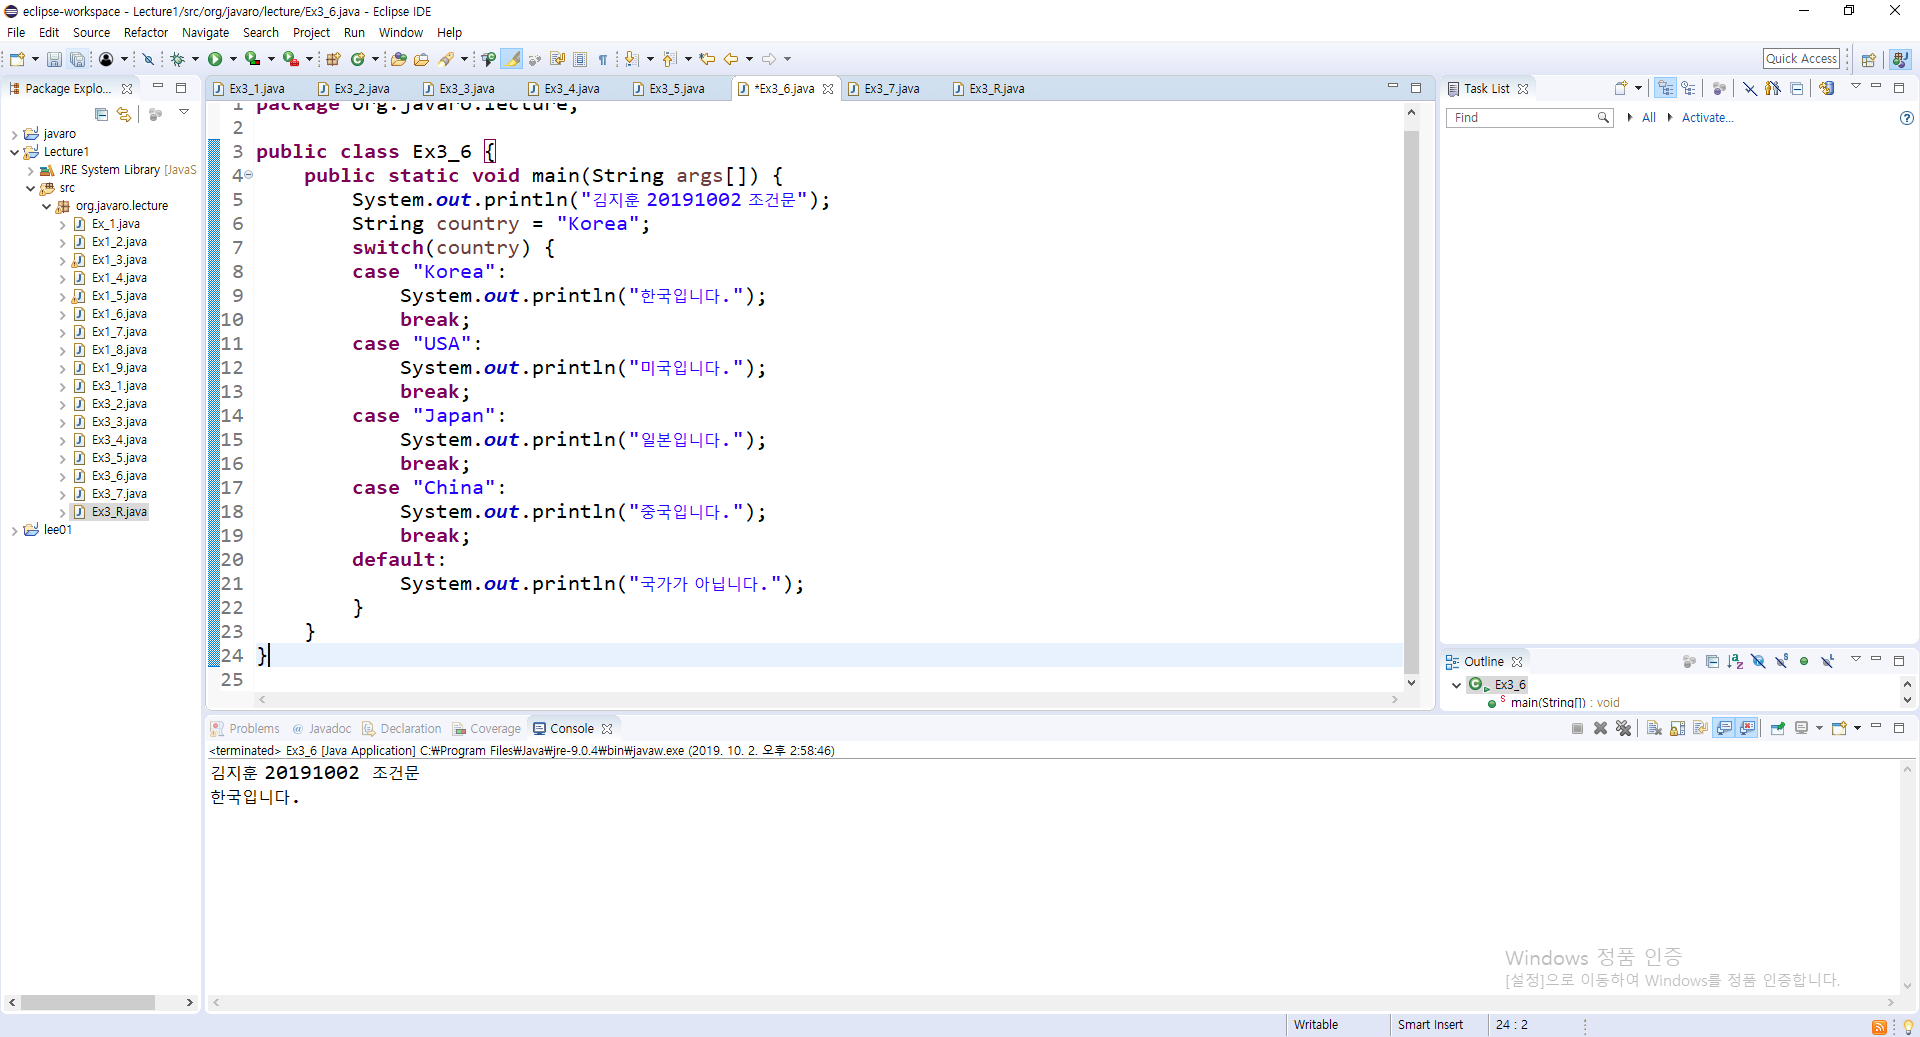 eclipse-workspace - Lecture1/src/org/javaro/lecture/Ex3_6.java - Eclipse IDE
File Edit Source Refactor Navigate Search Project Run Window Help
Quick Access
Package Explo...
javaro
Lecture1
JRE System Library [JavaS
src
org.javaro.lecture
Ex_1.java
Ex1_2.java
Ex1_3.java
Ex1_4.java
Ex1_5.java
Ex1_6.java
Ex1_7.java
Ex1_8.java
Ex1_9.java
Ex3_1.java
Ex3_2.java
Ex3_3.java
Ex3_4.java
Ex3_5.java
Ex3_6.java
Ex3_7.java
Ex3_R.java
lee01
Ex3_1.java Ex3_2.java Ex3_3.java Ex3_4.java Ex3_5.java *Ex3_6.java Ex3_7.java Ex3_R.java
1 package org.javaro.lecture;
2
3 public class Ex3_6 {
4 public static void main(String args[]) {
5 System.out.println("김지훈 20191002 조건문");
6 String country = "Korea";
7 switch(country) {
8 case "Korea":
9 System.out.println("한국입니다.");
10 break;
11 case "USA":
12 System.out.println("미국입니다.");
13 break;
14 case "Japan":
15 System.out.println("일본입니다.");
16 break;
17 case "China":
18 System.out.println("중국입니다.");
19 break;
20 default:
21 System.out.println("국가가 아닙니다.");
22 }
23 }
24 }
25
Task List
Find
All Activate...
Outline
Ex3_6
main(String[]) : void
Problems @ Javadoc Declaration Coverage Console
<terminated> Ex3_6 [Java Application] C:₩Program Files₩Java₩jre-9.0.4₩bin₩javaw.exe (2019. 10. 2. 오후 2:58:46)
김지훈 20191002 조건문
한국입니다.
Windows 정품 인증
[설정]으로 이동하여 Windows를 정품 인증합니다.
Writable Smart Insert 24 : 2